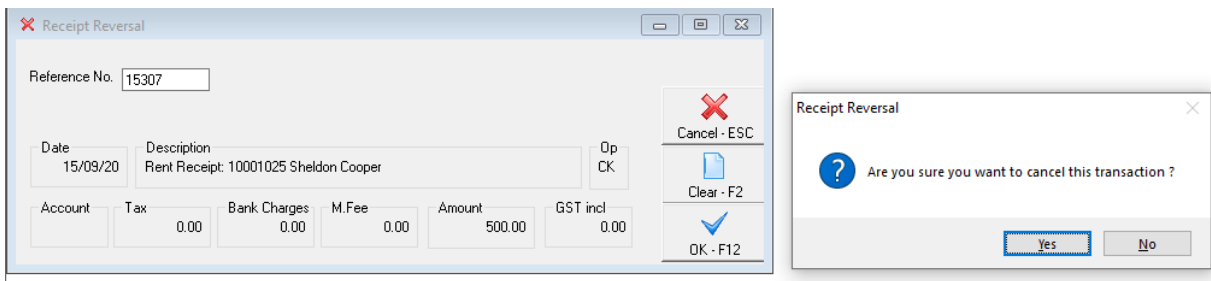 Receipt Reversal
Reference No. 15307
Cancel - ESC
Date Description Op
15/09/20 Rent Receipt: 10001025 Sheldon Cooper CK
Clear - F2
Account Tax Bank Charges M.Fee Amount GST incl
0.00 0.00 0.00 500.00 0.00
OK - F12
Receipt Reversal
Are you sure you want to cancel this transaction ?
Yes No